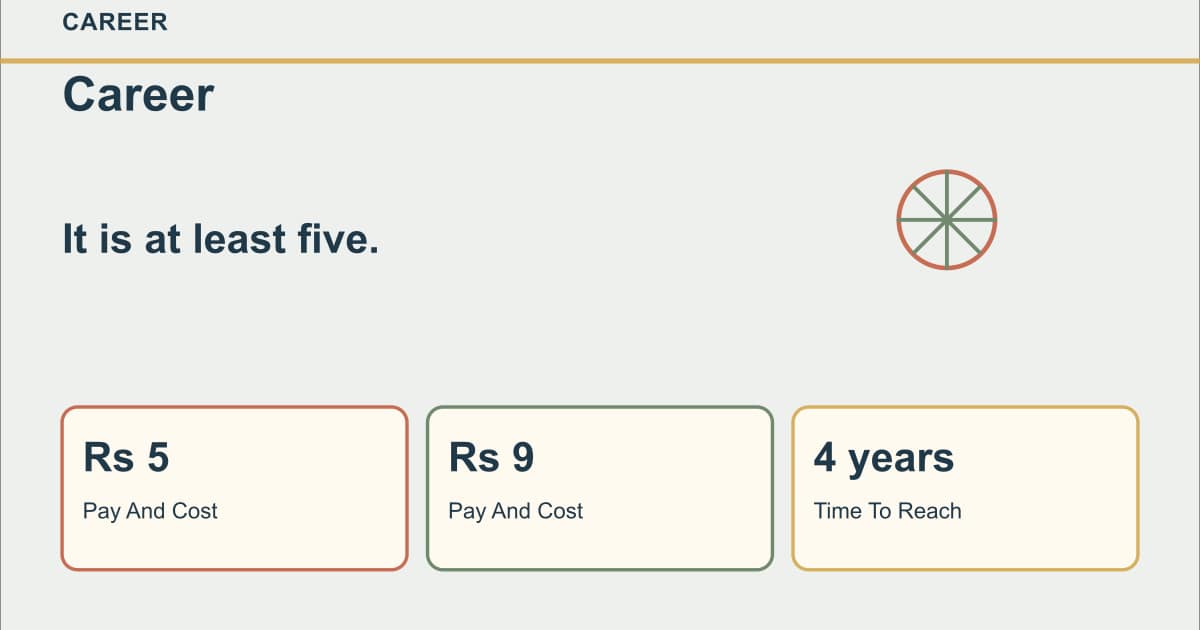 CAREER
Career
It is at least five.
Rs 5
Pay And Cost
Rs 9
Pay And Cost
4 years
Time To Reach